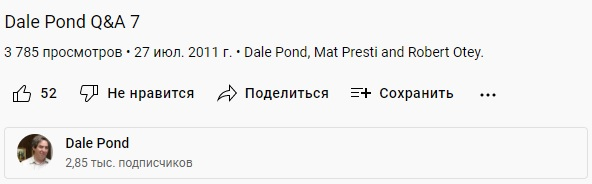 Dale Pond Q&A 7
3 785 просмотров • 27 июл. 2011 г. • Dale Pond, Mat Presti and Robert Otey.
52 Не нравится Поделиться Сохранить
Dale Pond
2,85 тыс. подписчиков